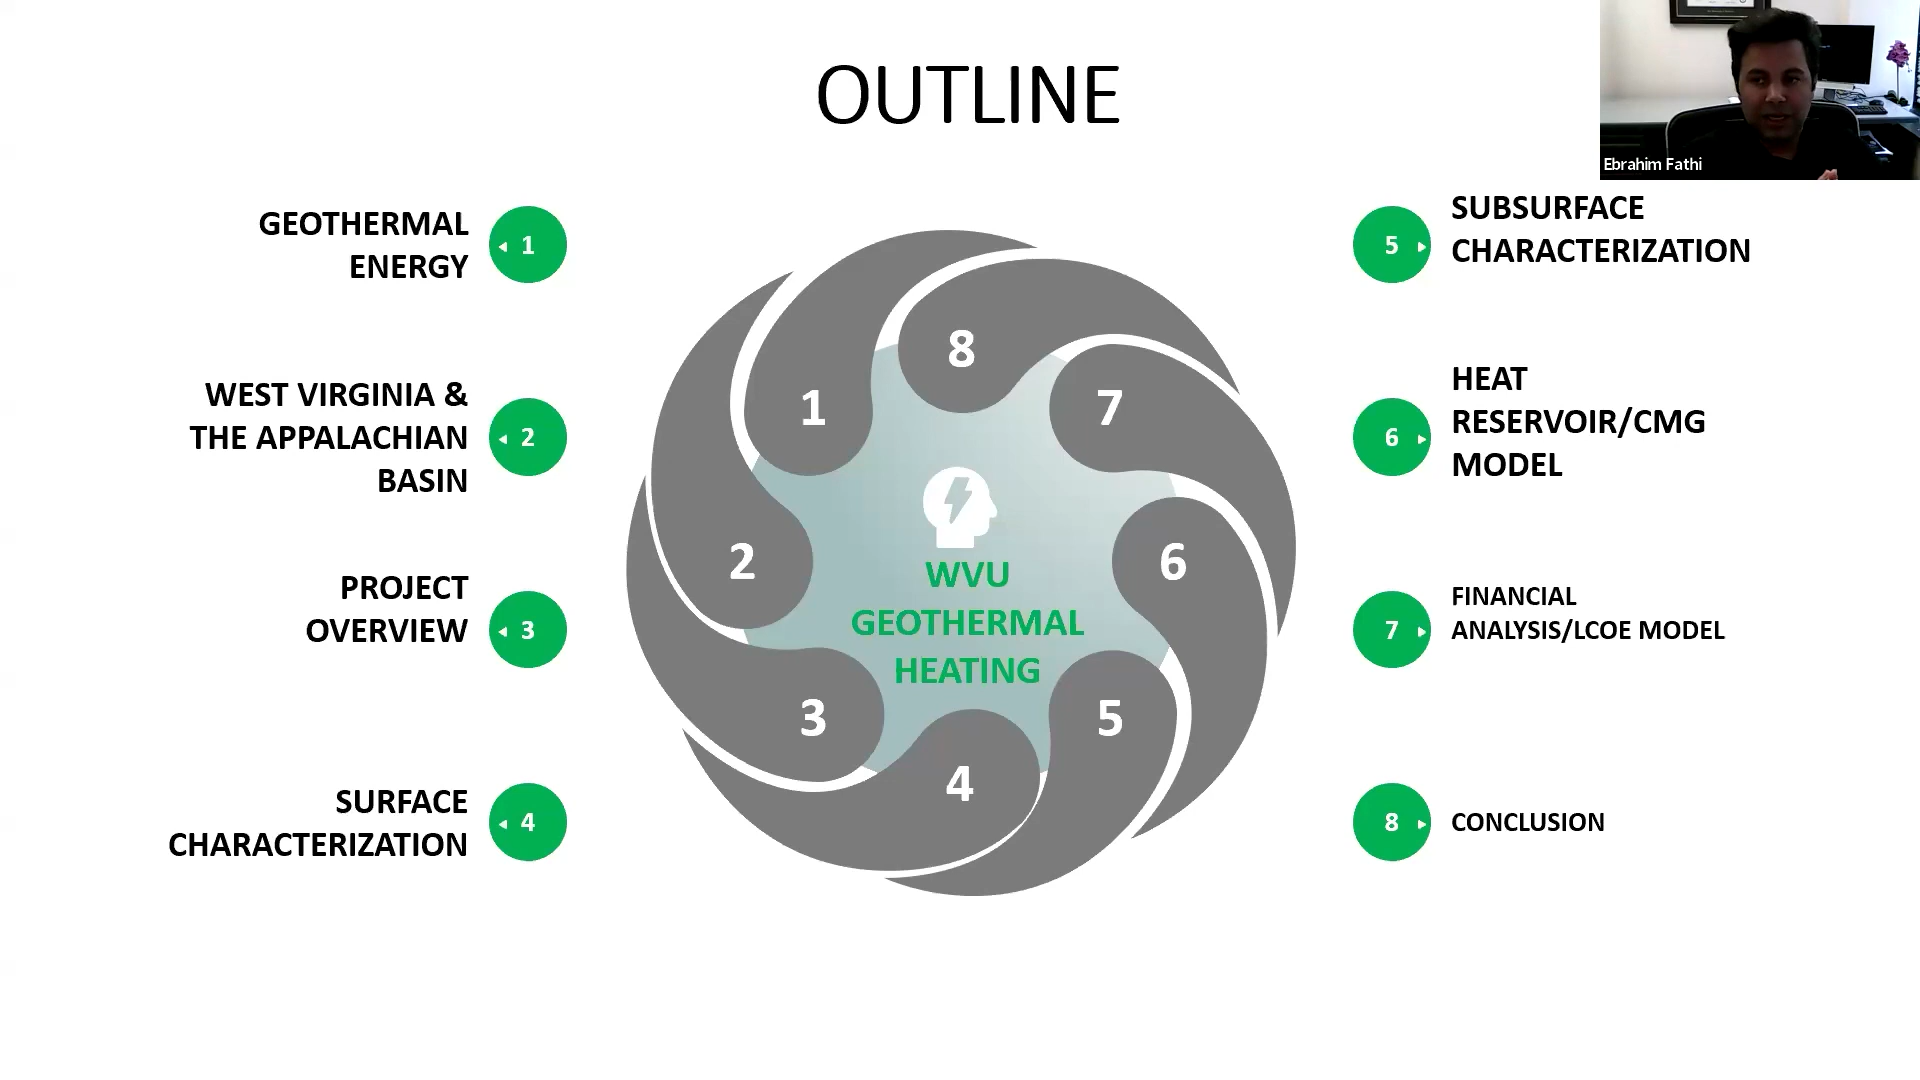 OUTLINE
Ebrahim Fathi
GEOTHERMAL
ENERGY
1
WEST VIRGINIA &
THE APPALACHIAN
BASIN
2
PROJECT
OVERVIEW
3
SURFACE
CHARACTERIZATION
4
8
1
7
2
6
3
5
4
WVU
GEOTHERMAL
HEATING
5
SUBSURFACE
CHARACTERIZATION
6
HEAT
RESERVOIR/CMG
MODEL
7
FINANCIAL
ANALYSIS/LCOE MODEL
8
CONCLUSION